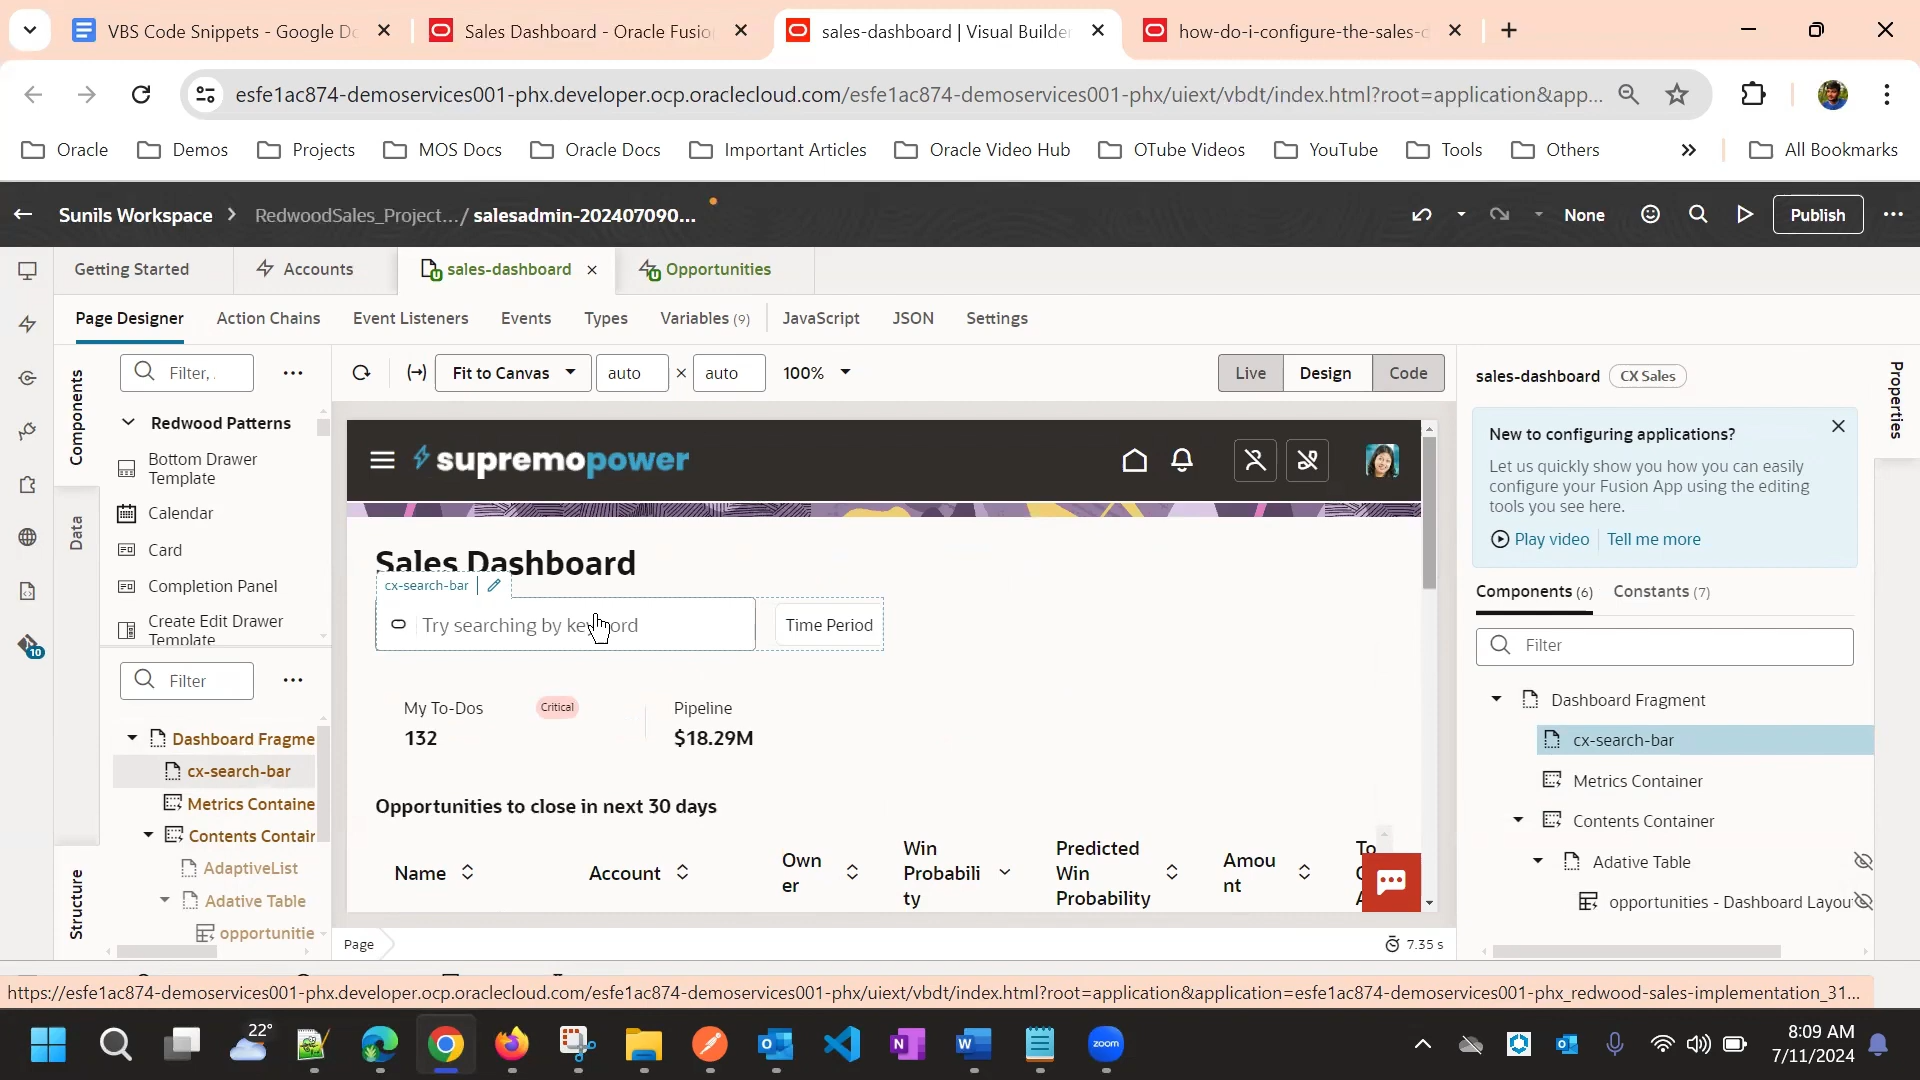 VBS Code Snippets - Google Do
Sales Dashboard - Oracle Fusio
sales-dashboard | Visual Builder
how-do-i-configure-the-sales-d
esfe1ac874-demoservices001-phx.developer.ocp.oraclecloud.com/esfe1ac874-demoservices001-phx/uiext/vbdt/index.html?root=application&app...
Oracle
Demos
Projects
MOS Docs
Oracle Docs
Important Articles
Oracle Video Hub
OTube Videos
YouTube
Tools
Others
»
All Bookmarks
Sunils Workspace
RedwoodSales_Project.../ salesadmin-202407090...
None
Publish
Getting Started
Accounts
sales-dashboard
Opportunities
Page Designer
Action Chains
Event Listeners
Events
Types
Variables (9)
JavaScript
JSON
Settings
Components
Data
Structure
Filter,
Redwood Patterns
Bottom Drawer
Template
Calendar
Card
Completion Panel
Create Edit Drawer
Template
Filter
Dashboard Fragme
cx-search-bar
Metrics Containe
Contents Contair
AdaptiveList
Adative Table
opportunitie
10
Fit to Canvas
auto
×
auto
100%
Live
Design
Code
supremopower
Sales Dashboard
cx-search-bar
Try searching by keyword
Time Period
My To-Dos
Critical
132
Pipeline
$18.29M
Opportunities to close in next 30 days
Name
Account
Own
er
Win
Probabili
ty
Predicted
Win
Probability
Amou
nt
To
Page
7.35 s
sales-dashboard
CX Sales
Properties
New to configuring applications?
Let us quickly show you how you can easily
configure your Fusion App using the editing
tools you see here.
Play video
Tell me more
Components (6)
Constants (7)
Filter
Dashboard Fragment
cx-search-bar
Metrics Container
Contents Container
Adative Table
opportunities - Dashboard Layou
https://esfe1ac874-demoservices001-phx.developer.ocp.oraclecloud.com/esfe1ac874-demoservices001-phx/uiext/vbdt/index.html?root=application&application=esfe1ac874-demoservices001-phx_redwood-sales-implementation_31...
22°
zoom
8:09 AM
7/11/2024